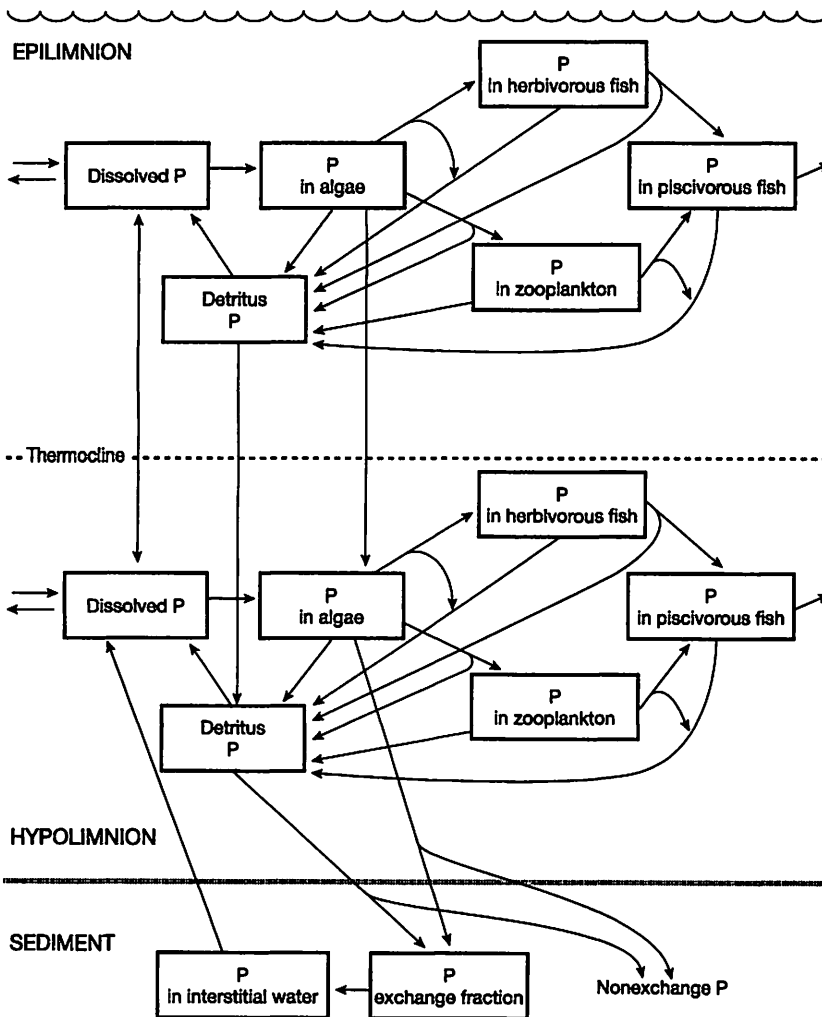 EPILIMNION
P
in herbivorous fish
Dissolved P
P
in algae
P
in piscivorous fish
P
in zooplankton
Detritus
P
Thermocline
P
in herbivorous fish
Dissolved P
P
in algae
P
in piscivorous fish
P
in zooplankton
Detritus
P
HYPOLIMNION
SEDIMENT
P
in interstitial water
P
exchange fraction
Nonexchange P